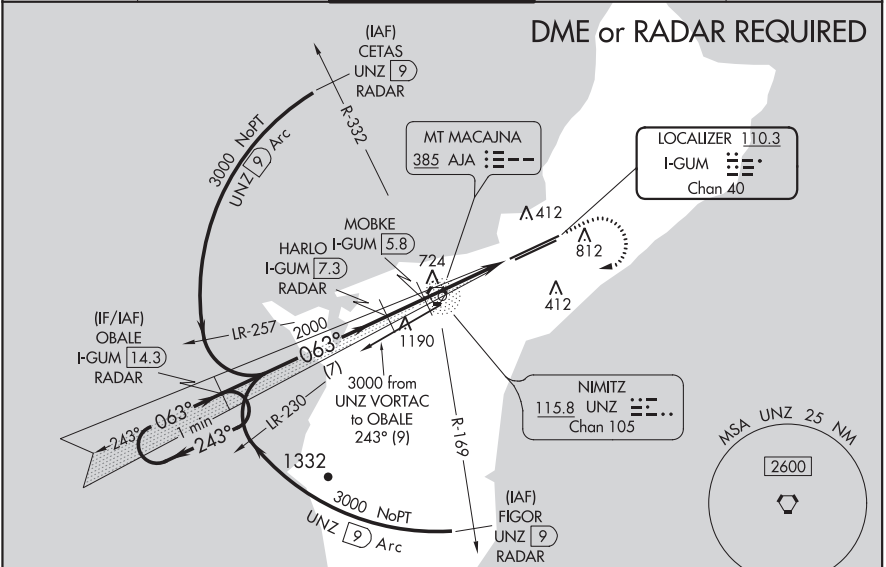 DME or RADAR REQUIRED
(IAF)
CETAS
UNZ 9
RADAR
R-332
3000 NoPT
UNZ 9 Arc
MT MACAJNA
385 AJA
LOCALIZER 110.3
I-GUM
Chan 40
412
812
412
MOBKE
I-GUM 5.8
HARLO
I-GUM 7.3
RADAR
724
1190
(IF/IAF)
OBALE
I-GUM 14.3
RADAR
LR-257
2000
063°
(7)
LR-230
063°
1 min
243°
243°
3000 from
UNZ VORTAC
to OBALE
243° (9)
R-169
NIMITZ
115.8 UNZ
Chan 105
1332
3000 NoPT
UNZ 9 Arc
(IAF)
FIGOR
UNZ 9
RADAR
MSA UNZ 25 NM
2600